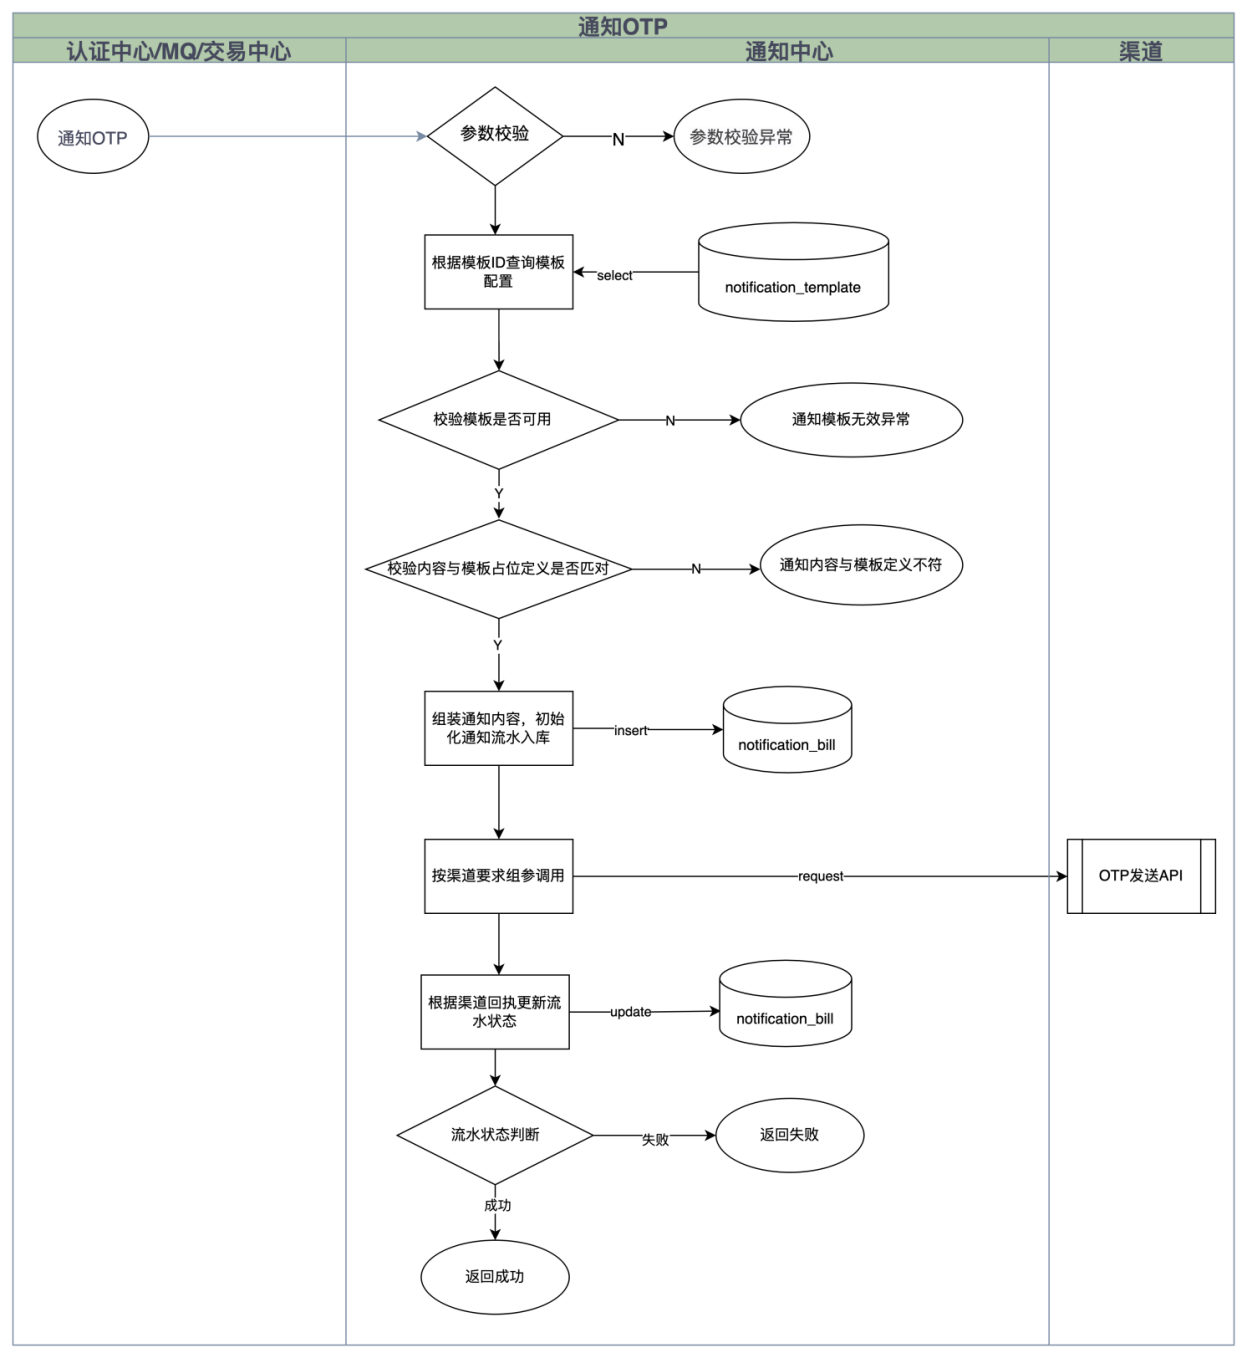 通知OTP
认证中心/MQ/交易中心
通知中心
渠道
通知OTP
参数校验
N
参数校验异常
根据模板ID查询模板
配置
select
notification_template
校验模板是否可用
N
通知模板无效异常
Y
校验内容与模板占位定义是否匹对
N
通知内容与模板定义不符
Y
组装通知内容，初始
化通知流水入库
insert
notification_bill
按渠道要求组参调用
request
OTP发送API
根据渠道回执更新流
水状态
update
notification_bill
流水状态判断
失败
返回失败
成功
返回成功